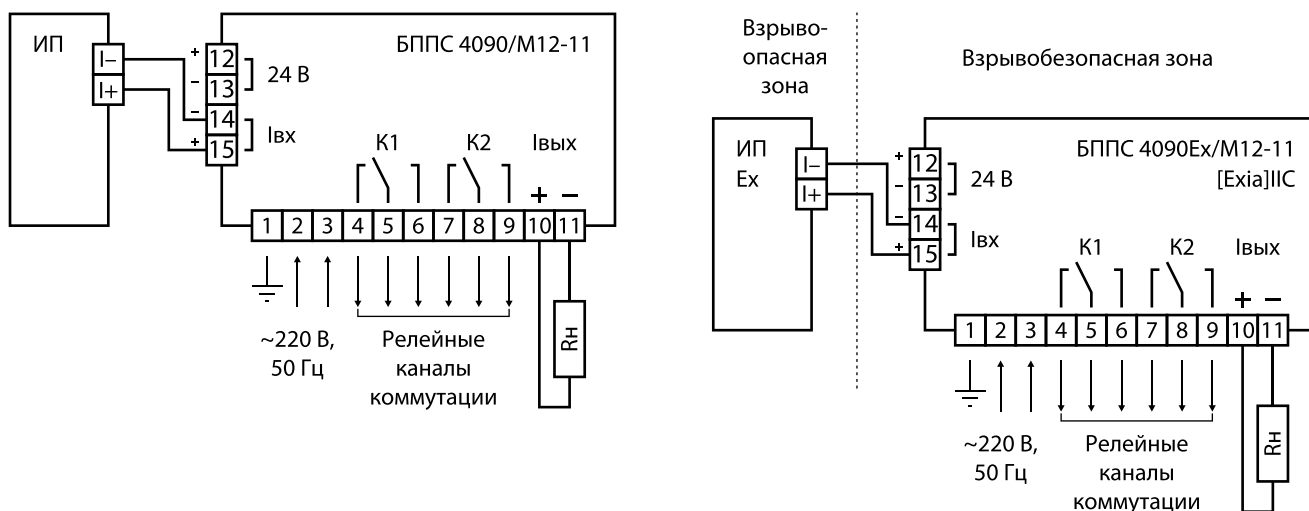 ИП
БППС 4090/М12-11
I–
I+
+
12
–
13
–
14
+
15
24 В
Iвх
К1
К2
Iвых
+
–
1
2
3
4
5
6
7
8
9
10
11
~220 В,
50 Гц
Релейные
каналы
коммутации
Rн
Взрыво-
опасная
зона
Взрывобезопасная зона
ИП
Ex
БППС 4090Ex/М12-11
[Exia]IIC
I–
I+
+
12
–
13
–
14
+
15
24 В
Iвх
К1
К2
Iвых
+
–
1
2
3
4
5
6
7
8
9
10
11
~220 В,
50 Гц
Релейные
каналы
коммутации
Rн